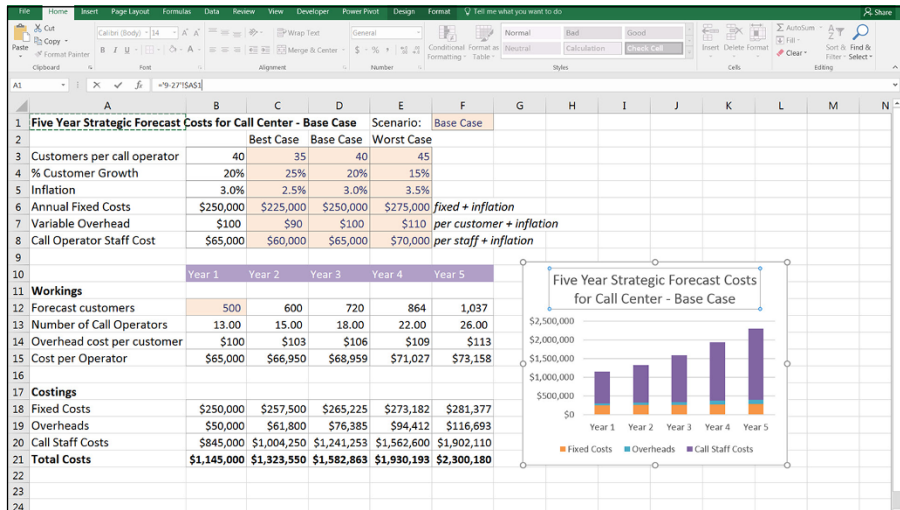 File Home Insert Page Layout Formulas Data Review View Developer Power Pivot Design Format Tell me what you want to do Share
Cut
Copy
Format Painter
Paste
Calibri (Body) 14
B I U
Wrap Text
Merge & Center
General
$ % ,
Conditional Formatting
Format as Table
Normal Bad Good
Neutral Calculation Check Cell
Insert Delete Format
AutoSum
Fill
Clear
Sort & Filter
Find & Select
Clipboard Font Alignment Number Styles Cells Editing
A1 fx ='9-27'!$A$1
A B C D E F G H I J K L M N
1 Five Year Strategic Forecast Costs for Call Center - Base Case Scenario: Base Case
2 Best Case Base Case Worst Case
3 Customers per call operator 40 35 40 45
4 % Customer Growth 20% 25% 20% 15%
5 Inflation 3.0% 2.5% 3.0% 3.5%
6 Annual Fixed Costs $250,000 $225,000 $250,000 $275,000 fixed + inflation
7 Variable Overhead $100 $90 $100 $110 per customer + inflation
8 Call Operator Staff Cost $65,000 $60,000 $65,000 $70,000 per staff + inflation
9
10 Year 1 Year 2 Year 3 Year 4 Year 5
11 Workings
12 Forecast customers 500 600 720 864 1,037
13 Number of Call Operators 13.00 15.00 18.00 22.00 26.00
14 Overhead cost per customer $100 $103 $106 $109 $113
15 Cost per Operator $65,000 $66,950 $68,959 $71,027 $73,158
16
17 Costings
18 Fixed Costs $250,000 $257,500 $265,225 $273,182 $281,377
19 Overheads $50,000 $61,800 $76,385 $94,412 $116,693
20 Call Staff Costs $845,000 $1,004,250 $1,241,253 $1,562,600 $1,902,110
21 Total Costs $1,145,000 $1,323,550 $1,582,863 $1,930,193 $2,300,180
22
23
24
Five Year Strategic Forecast Costs
for Call Center - Base Case
$2,500,000
$2,000,000
$1,500,000
$1,000,000
$500,000
$0
Year 1 Year 2 Year 3 Year 4 Year 5
Fixed Costs Overheads Call Staff Costs